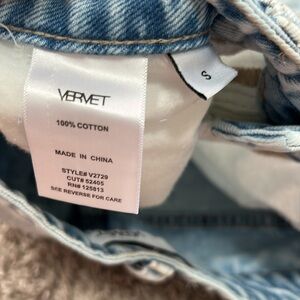 VERVET
100% COTTON
MADE IN CHINA
STYLE# V2729
CUT# 52405
RN# 125813
SEE REVERSE FOR CARE
S